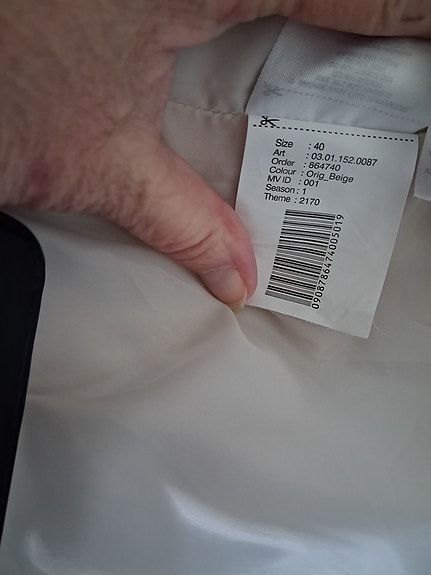 Size : 40
Art : 03.01.152.0087
Order : 864740
Colour : Orig_Beige
MV ID : 001
Season : 1
Theme : 2170
0908786474005019